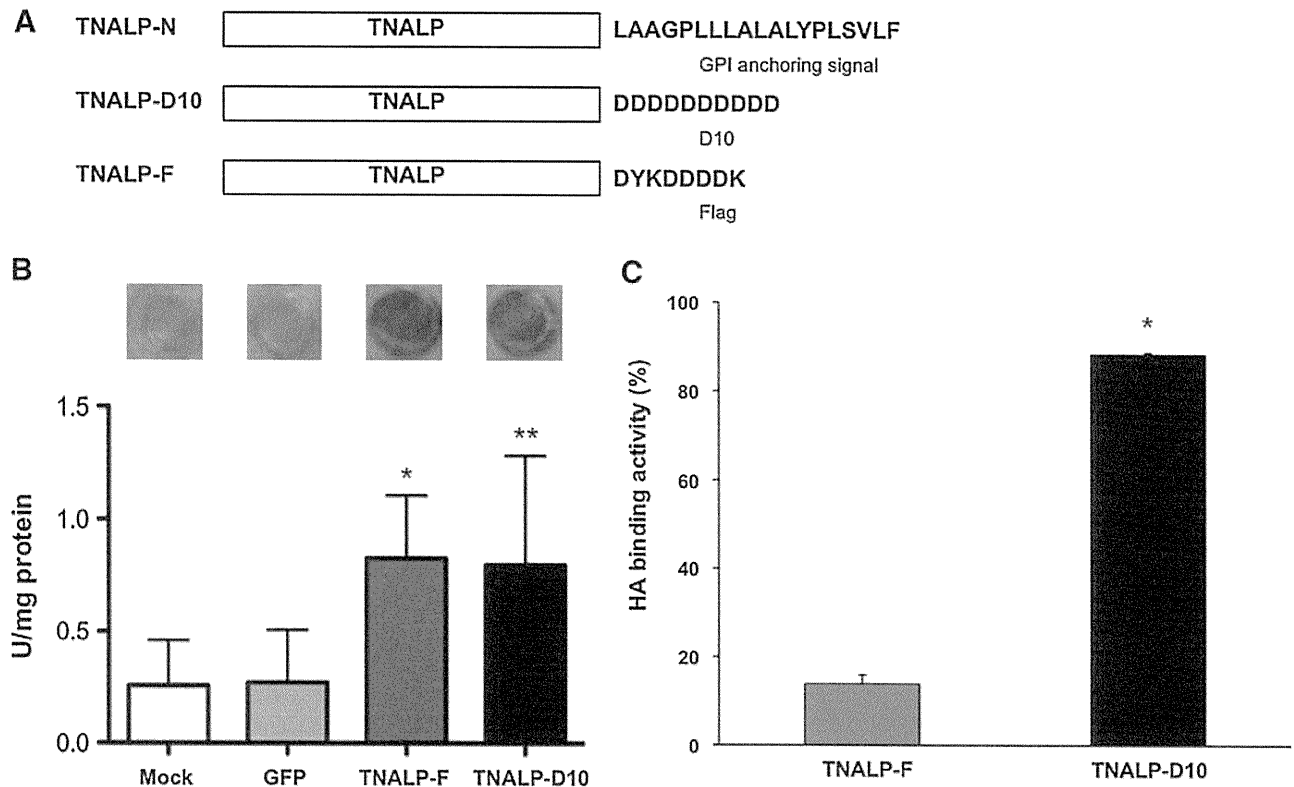 A
TNALP-N TNALP LAAGPLLLALALYPLSVLF
GPI anchoring signal
TNALP-D10 TNALP DDDDDDDDDD
D10
TNALP-F TNALP DYKDDDDK
Flag
B
U/mg protein
1.5
1.0
0.5
0.0
*
**
Mock GFP TNALP-F TNALP-D10
C
HA binding activity (%)
100
80
60
40
20
0
*
TNALP-F TNALP-D10